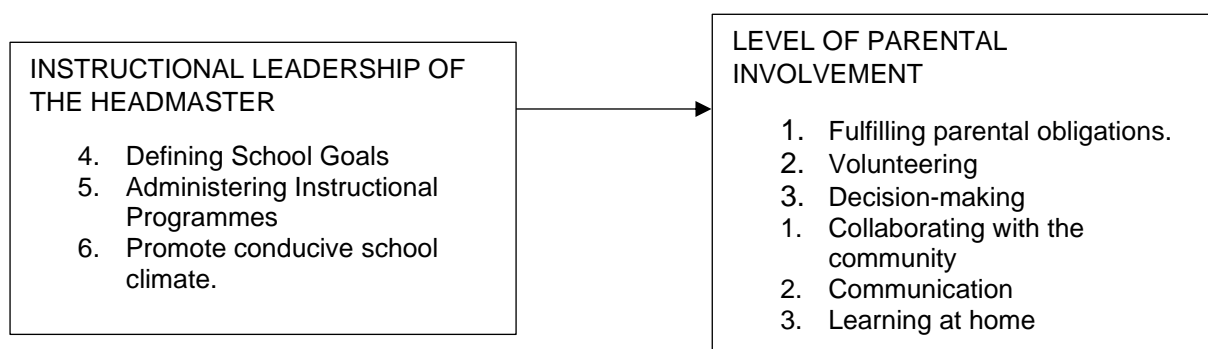 INSTRUCTIONAL LEADERSHIP OF
THE HEADMASTER
4. Defining School Goals
5. Administering Instructional
Programmes
6. Promote conducive school
climate.
LEVEL OF PARENTAL
INVOLVEMENT
1. Fulfilling parental obligations.
2. Volunteering
3. Decision-making
1. Collaborating with the
community
2. Communication
3. Learning at home